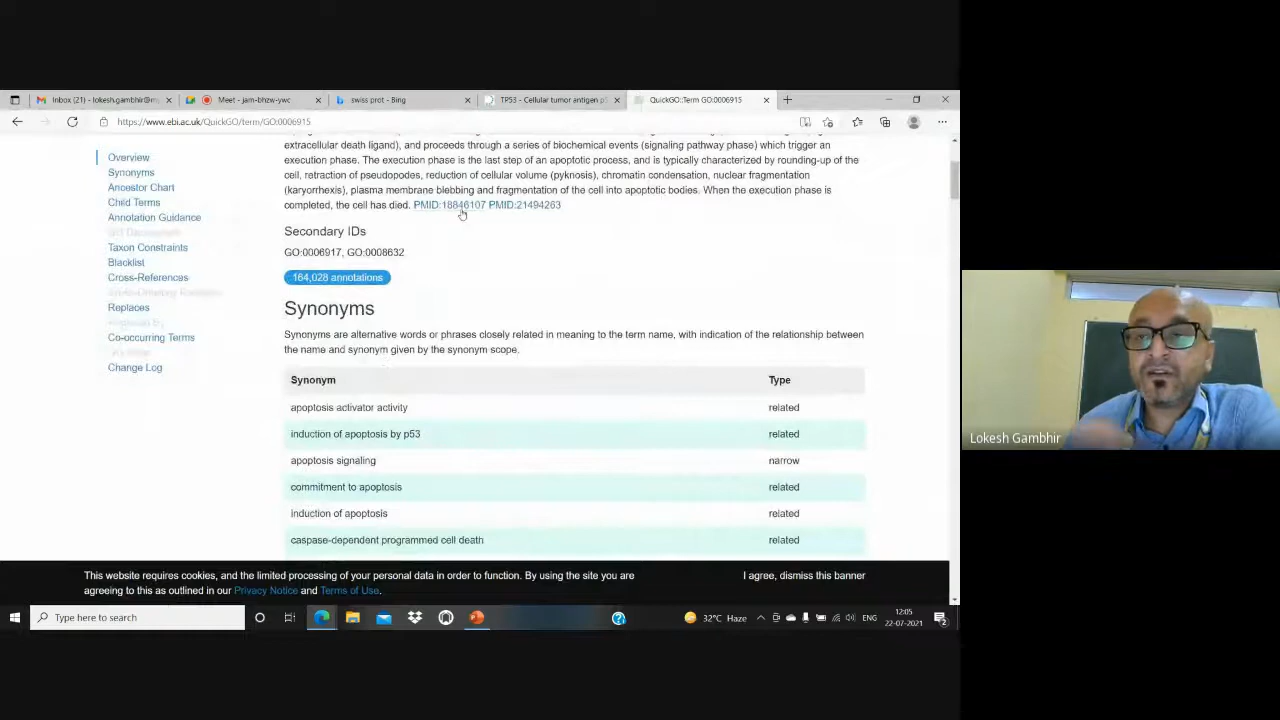 Inbox (21) - lokesh.gambhir@m
Meet - jam-bhzw-ywc
swiss prot - Bing
TP53 - Cellular tumor antigen p5
QuickGO::Term GO:0006915
https://www.ebi.ac.uk/QuickGO/term/GO:0006915
Overview
Synonyms
Ancestor Chart
Child Terms
Annotation Guidance
Taxon Constraints
Blacklist
Cross-References
Replaces
Replaced By
Co-occurring Terms
Change Log
extracellular death ligand), and proceeds through a series of biochemical events (signaling pathway phase) which trigger an
execution phase. The execution phase is the last step of an apoptotic process, and is typically characterized by rounding-up of the
cell, retraction of pseudopodes, reduction of cellular volume (pyknosis), chromatin condensation, nuclear fragmentation
(karyorrhexis), plasma membrane blebbing and fragmentation of the cell into apoptotic bodies. When the execution phase is
completed, the cell has died. PMID:18846107 PMID:21494263
Secondary IDs
GO:0006917, GO:0008632
164,028 annotations
Synonyms
Synonyms are alternative words or phrases closely related in meaning to the term name, with indication of the relationship between
the name and synonym given by the synonym scope.
Synonym Type
apoptosis activator activity related
induction of apoptosis by p53 related
apoptosis signaling narrow
commitment to apoptosis related
induction of apoptosis related
caspase-dependent programmed cell death related
This website requires cookies, and the limited processing of your personal data in order to function. By using the site you are
agreeing to this as outlined in our Privacy Notice and Terms of Use.
I agree, dismiss this banner
Type here to search
32°C Haze
ENG
12:05
22-07-2021
2
Lokesh Gambhir